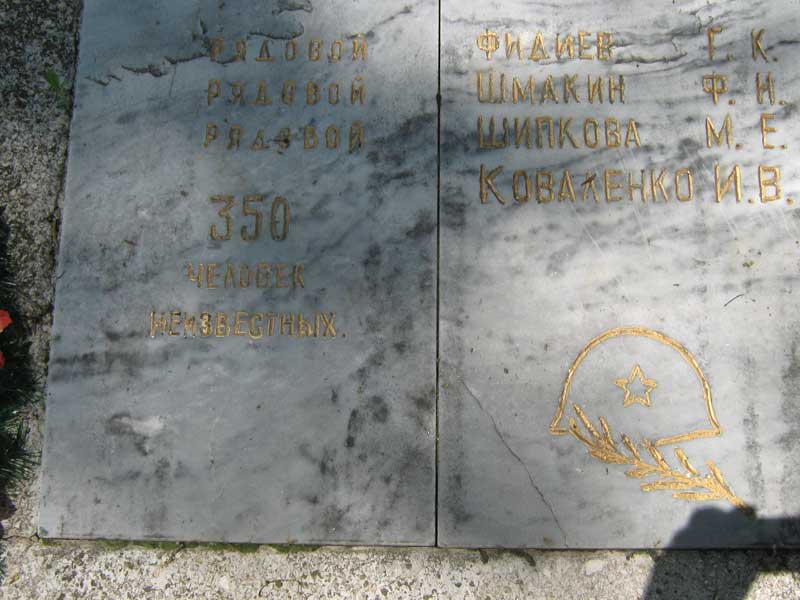 РЯДОВОЙ ФИДИЕВ Г. К.
РЯДОВОЙ ШМАКИН Ф. Н.
РЯДОВОЙ ШИПКОВА М. Е.
КОВАЛЕНКО И.В.
350
ЧЕЛОВЕК
НЕИЗВЕСТНЫХ.